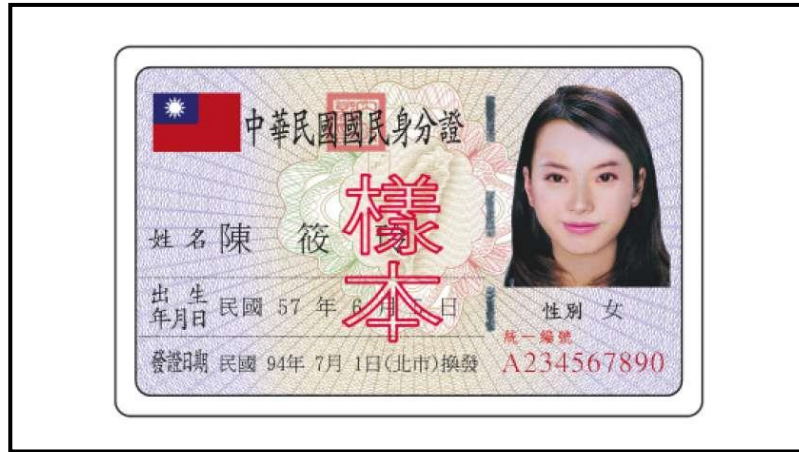 中華民國國民身分證
樣本
姓名 陳 筱
出生年月日 民國 57 年 6 月 日
發證日期 民國 94年 7月 1日(北市)換發
性別 女
統一編號
A234567890